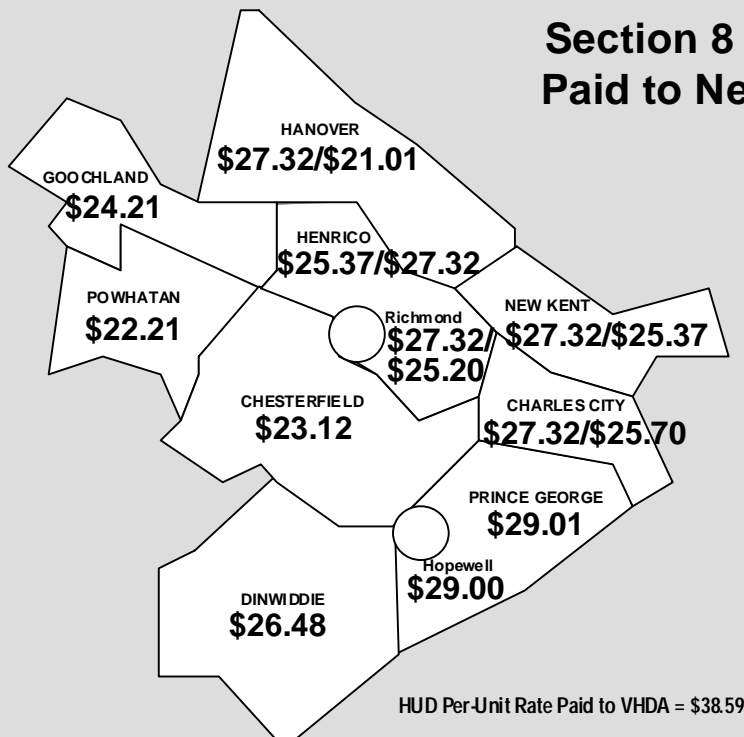 Section 8
Paid to Ne
HANOVER
$27.32/$21.01
GOOCHLAND
$24.21
HENRICO
$25.37/$27.32
POWHATAN
$22.21
Richmond
$27.32/
$25.20
NEW KENT
$27.32/$25.37
CHESTERFIELD
$23.12
CHARLES CITY
$27.32/$25.70
PRINCE GEORGE
$29.01
Hopewell
$29.00
DINWIDDIE
$26.48
HUD Per-Unit Rate Paid to VHDA = $38.59